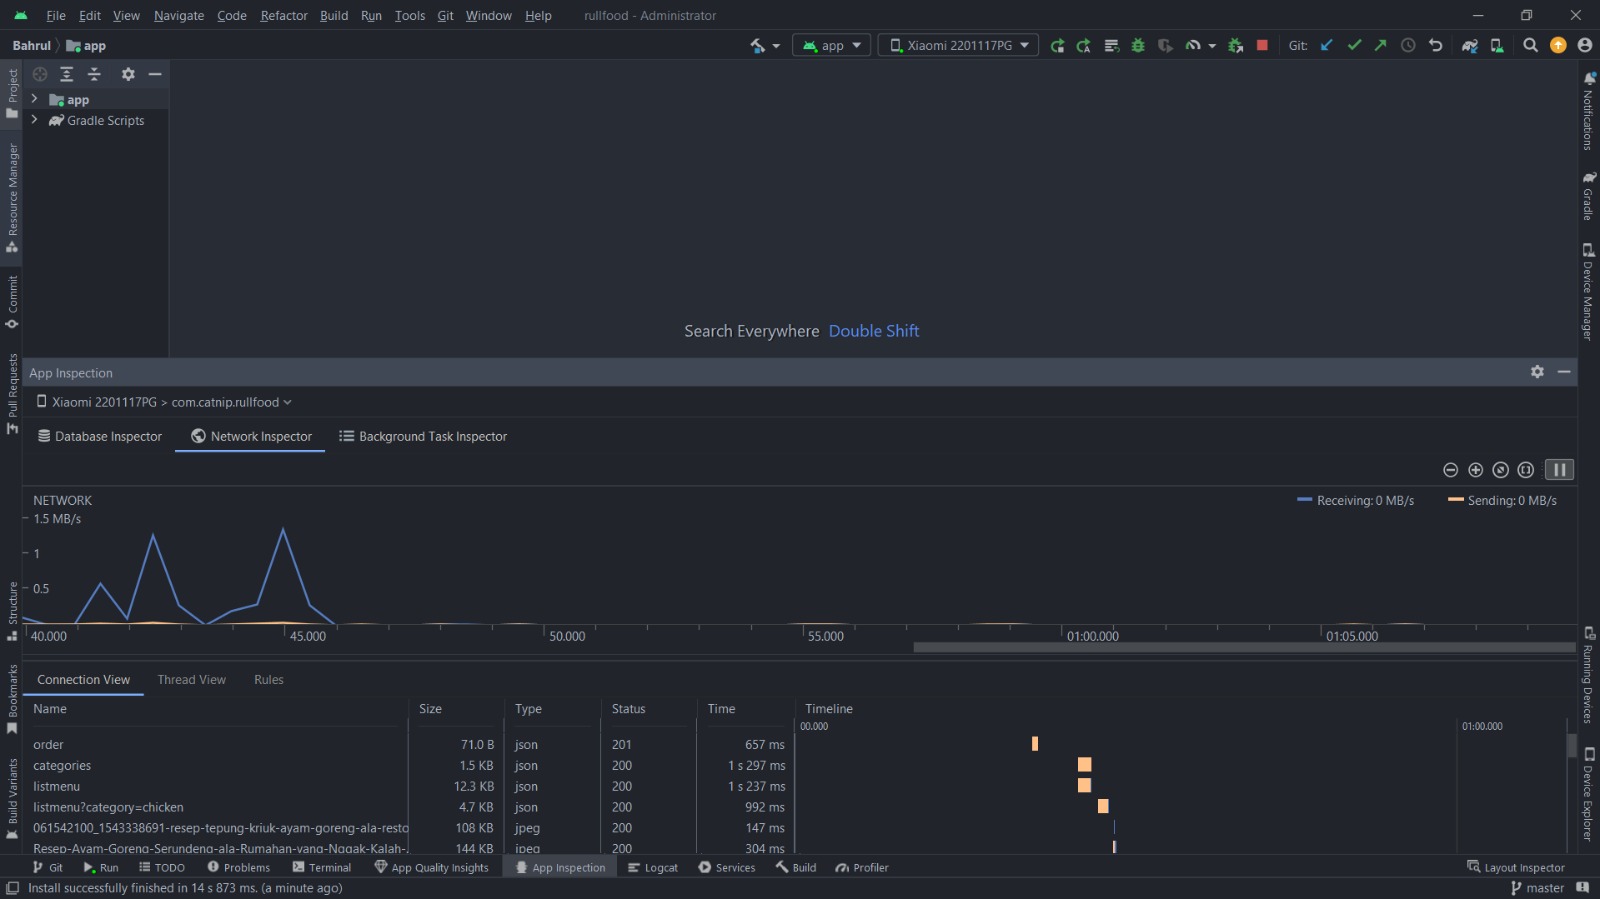 File Edit View Navigate Code Refactor Build Run Tools Git Window Help rullfood - Administrator
Bahrul app
app Xiaomi 2201117PG Git:
Project
app
Gradle Scripts
Resource Manager
Commit
Pull Requests
Structure
Bookmarks
Build Variants
Notifications
Gradle
Device Manager
Running Devices
Device Explorer
Search Everywhere Double Shift
App Inspection
Xiaomi 2201117PG > com.catnip.rullfood
Database Inspector Network Inspector Background Task Inspector
NETWORK Receiving: 0 MB/s Sending: 0 MB/s
1.5 MB/s
1
0.5
40.000 45.000 50.000 55.000 01:00.000 01:05.000
Connection View Thread View Rules
Name Size Type Status Time Timeline
00.000 01:00.000
order 71.0 B json 201 657 ms
categories 1.5 KB json 200 1 s 297 ms
listmenu 12.3 KB json 200 1 s 237 ms
listmenu?category=chicken 4.7 KB json 200 992 ms
061542100_1543338691-resep-tepung-kriuk-ayam-goreng-ala-resto 108 KB jpeg 200 147 ms
Resep-Ayam-Goreng-Serundeng-ala-Rumahan-yang-Nggak-Kalah-. 144 KB jpeg 200 304 ms
Git Run TODO Problems Terminal App Quality Insights App Inspection Logcat Services Build Profiler Layout Inspector
Install successfully finished in 14 s 873 ms. (a minute ago) master